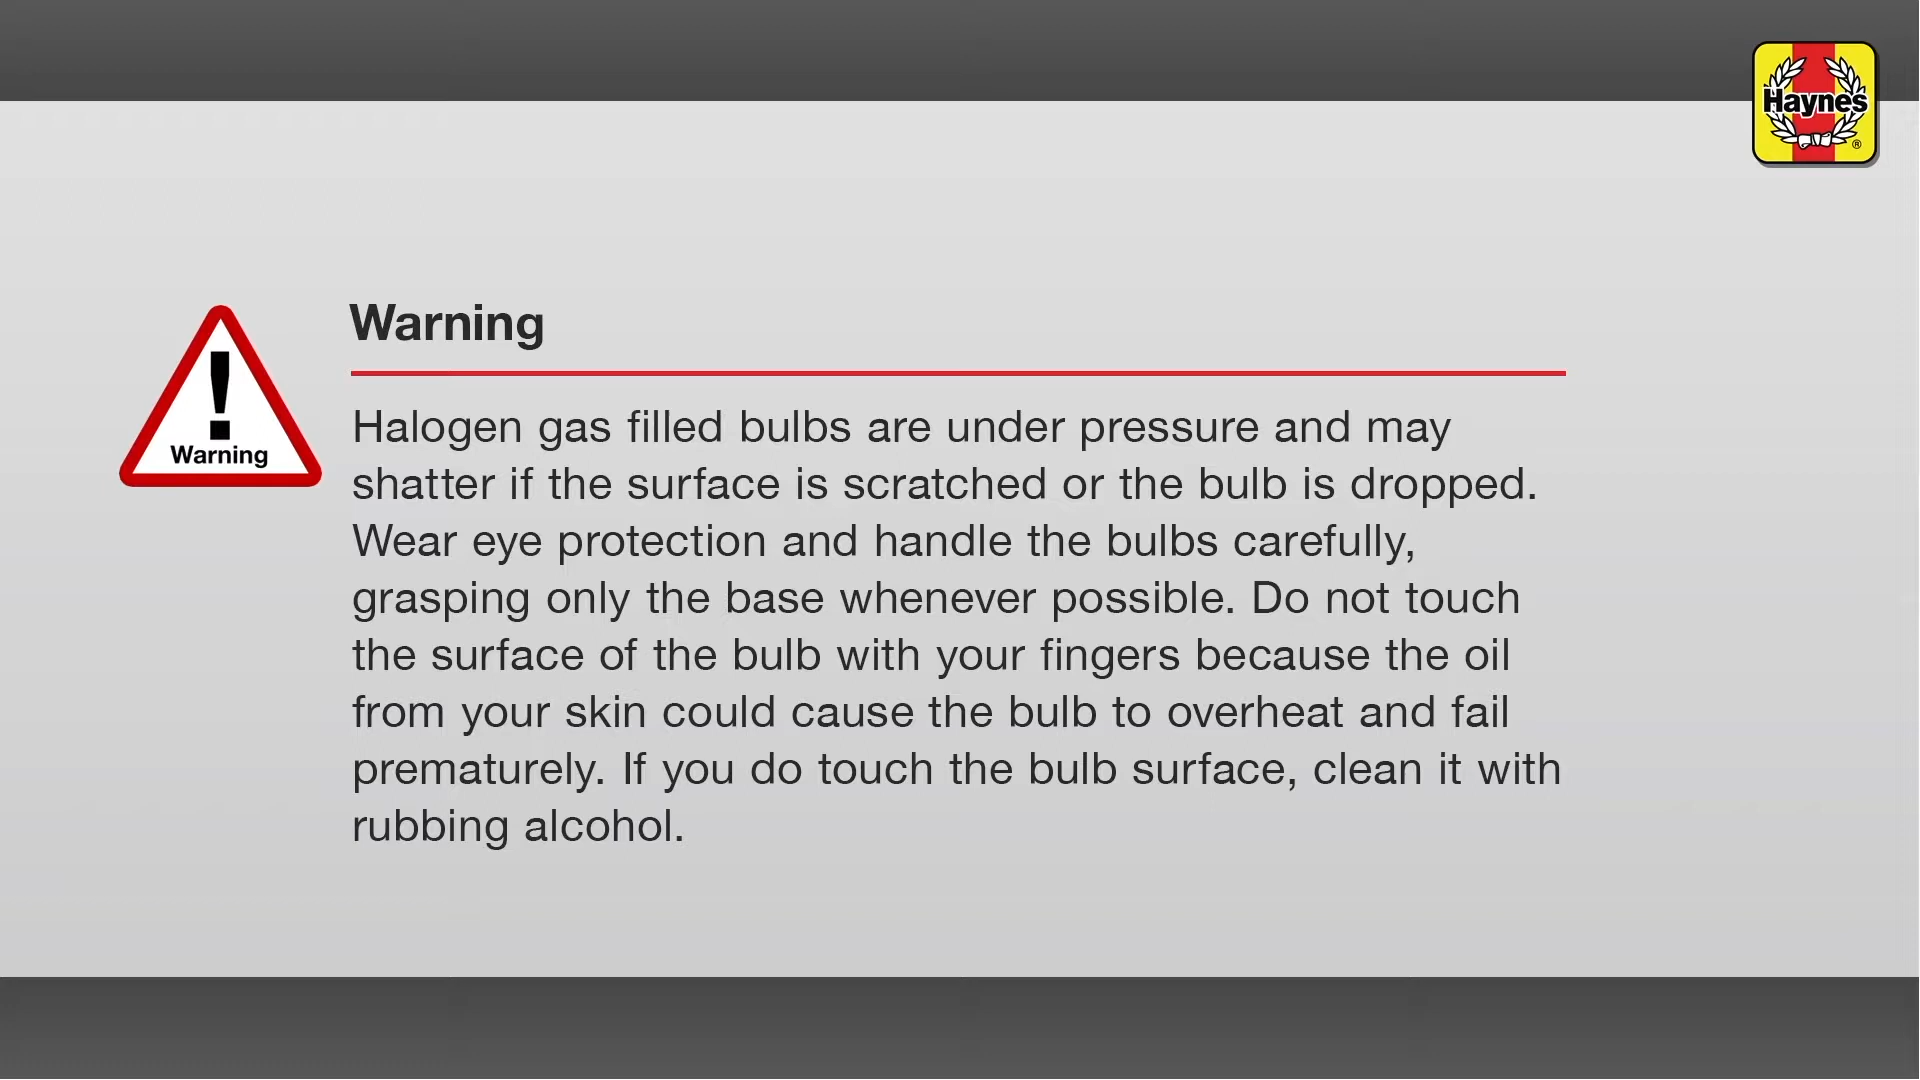 Haynes
®
Warning
Warning
Halogen gas filled bulbs are under pressure and may
shatter if the surface is scratched or the bulb is dropped.
Wear eye protection and handle the bulbs carefully,
grasping only the base whenever possible. Do not touch
the surface of the bulb with your fingers because the oil
from your skin could cause the bulb to overheat and fail
prematurely. If you do touch the bulb surface, clean it with
rubbing alcohol.